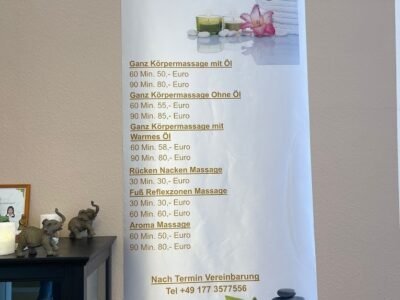 Ganz Körpermassage mit Öl
60 Min. 50,- Euro
90 Min. 80,- Euro
Ganz Körpermassage Ohne Öl
60 Min. 55,- Euro
90 Min. 85,- Euro
Ganz Körpermassage mit
Warmes Öl
60 Min. 58,- Euro
90 Min. 80,- Euro
Rücken Nacken Massage
30 Min. 30,- Euro
Fuß Reflexzonen Massage
30 Min. 30,- Euro
60 Min. 60,- Euro
Aroma Massage
60 Min. 50,- Euro
90 Min. 80,- Euro
Nach Termin Vereinbarung
Tel +49 177 3577556